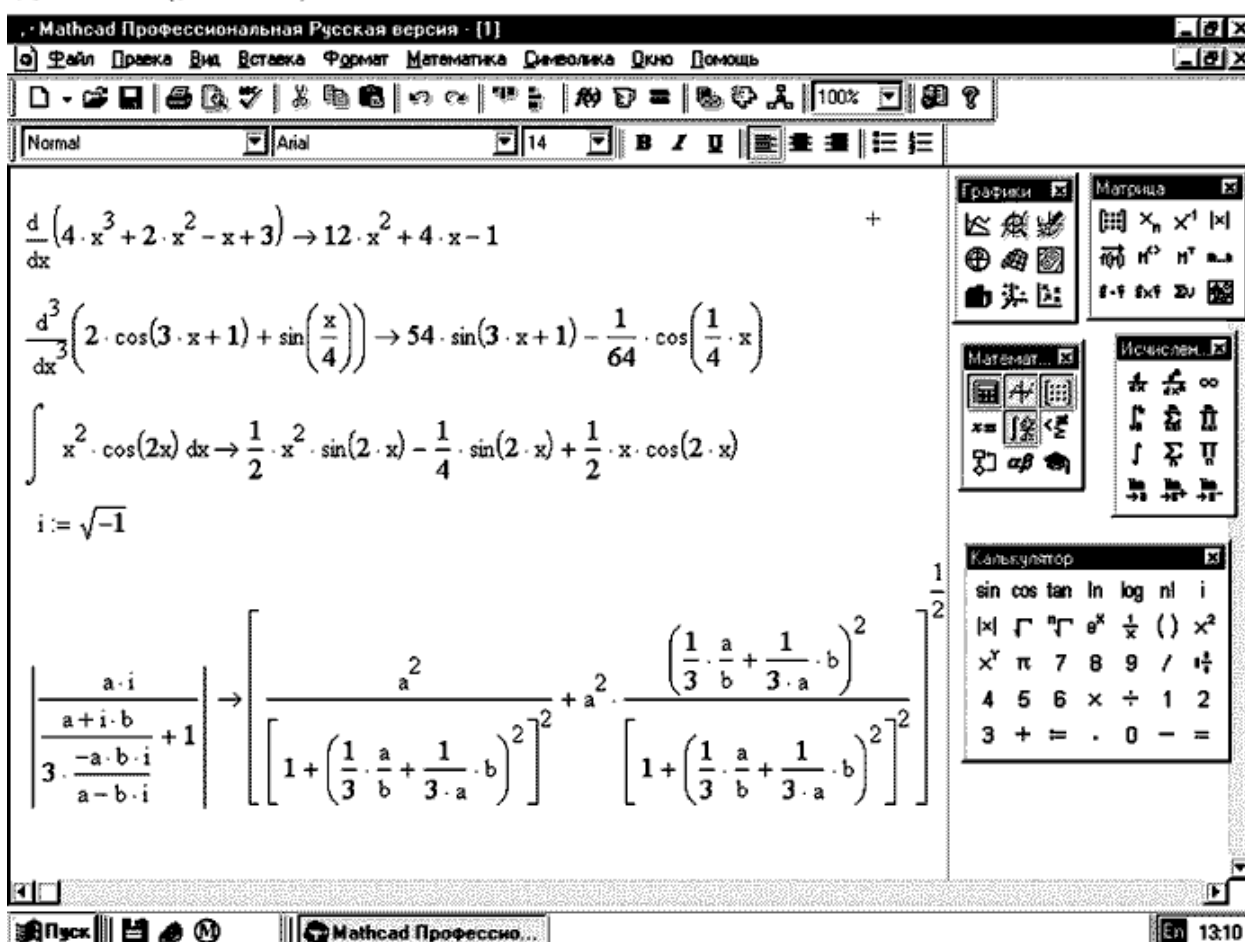 Mathcad Профессиональная Русская версия - [1]
Файл Правка Вид Вставка Формат Математика Символика Окно Помощь
100%
Normal Arial 14 B I U
d/dx (4 · x^3 + 2 · x^2 − x + 3) → 12 · x^2 + 4 · x − 1
d^3/dx^3 (2 · cos(3 · x + 1) + sin(x/4)) → 54 · sin(3 · x + 1) − 1/64 · cos(1/4 · x)
∫ x^2 · cos(2x) dx → 1/2 · x^2 · sin(2 · x) − 1/4 · sin(2 · x) + 1/2 · x · cos(2 · x)
i := √−1
|(a · i)/((a + i · b)/(3 · (−a · b · i)/(a − b · i)) + 1)| → [a^2/[1 + (1/3 · a/b + 1/(3 · a) · b)^2]^2 + a^2 · (1/3 · a/b + 1/(3 · a) · b)^2/[1 + (1/3 · a/b + 1/(3 · a) · b)^2]^2]^(1/2)
Графики
Матрица
Математ...
x=
αβ
Исчислен...
Калькулятор
sin cos tan ln log n! i
|x| √ ⁿ√ e^x 1/x ( ) x²
x^Y π 7 8 9 /
4 5 6 × ÷ 1 2
3 + := . 0 − =
Пуск
Mathcad Профессио...
En 13:10